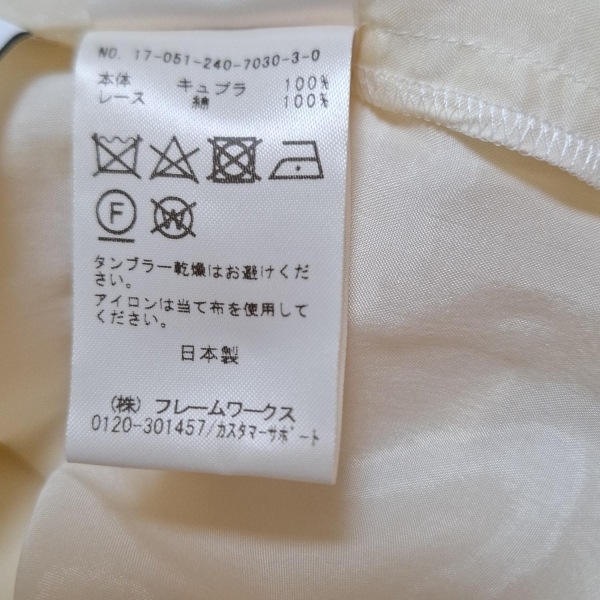 NO. 17-051-240-7030-3-0
本体 キュプラ 100%
レース 綿 100%
F
W
タンブラー乾燥はお避けくだ
さい。
アイロンは当て布を使用して
ください。
日本製
(株) フレームワークス
0120-301457/カスタマーサポート